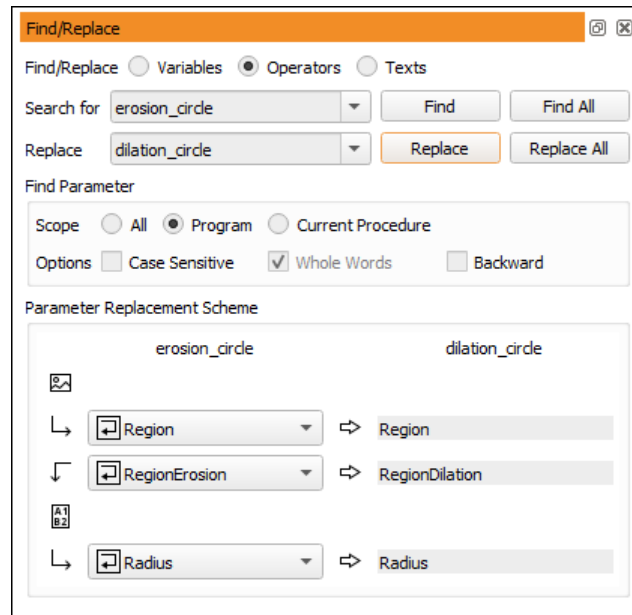 Find/Replace
Find/Replace Variables Operators Texts
Search for erosion_circle Find Find All
Replace dilation_circle Replace Replace All
Find Parameter
Scope All Program Current Procedure
Options Case Sensitive Whole Words Backward
Parameter Replacement Scheme
erosion_circle dilation_circle
Region Region
RegionErosion RegionDilation
A1
B2
Radius Radius